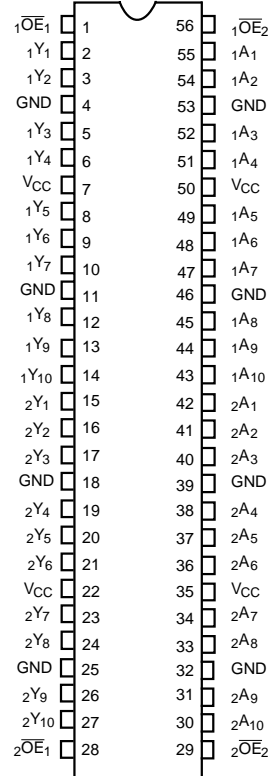 1OE1 1 56 1OE2
1Y1 2 55 1A1
1Y2 3 54 1A2
GND 4 53 GND
1Y3 5 52 1A3
1Y4 6 51 1A4
VCC 7 50 VCC
1Y5 8 49 1A5
1Y6 9 48 1A6
1Y7 10 47 1A7
GND 11 46 GND
1Y8 12 45 1A8
1Y9 13 44 1A9
1Y10 14 43 1A10
2Y1 15 42 2A1
2Y2 16 41 2A2
2Y3 17 40 2A3
GND 18 39 GND
2Y4 19 38 2A4
2Y5 20 37 2A5
2Y6 21 36 2A6
VCC 22 35 VCC
2Y7 23 34 2A7
2Y8 24 33 2A8
GND 25 32 GND
2Y9 26 31 2A9
2Y10 27 30 2A10
2OE1 28 29 2OE2